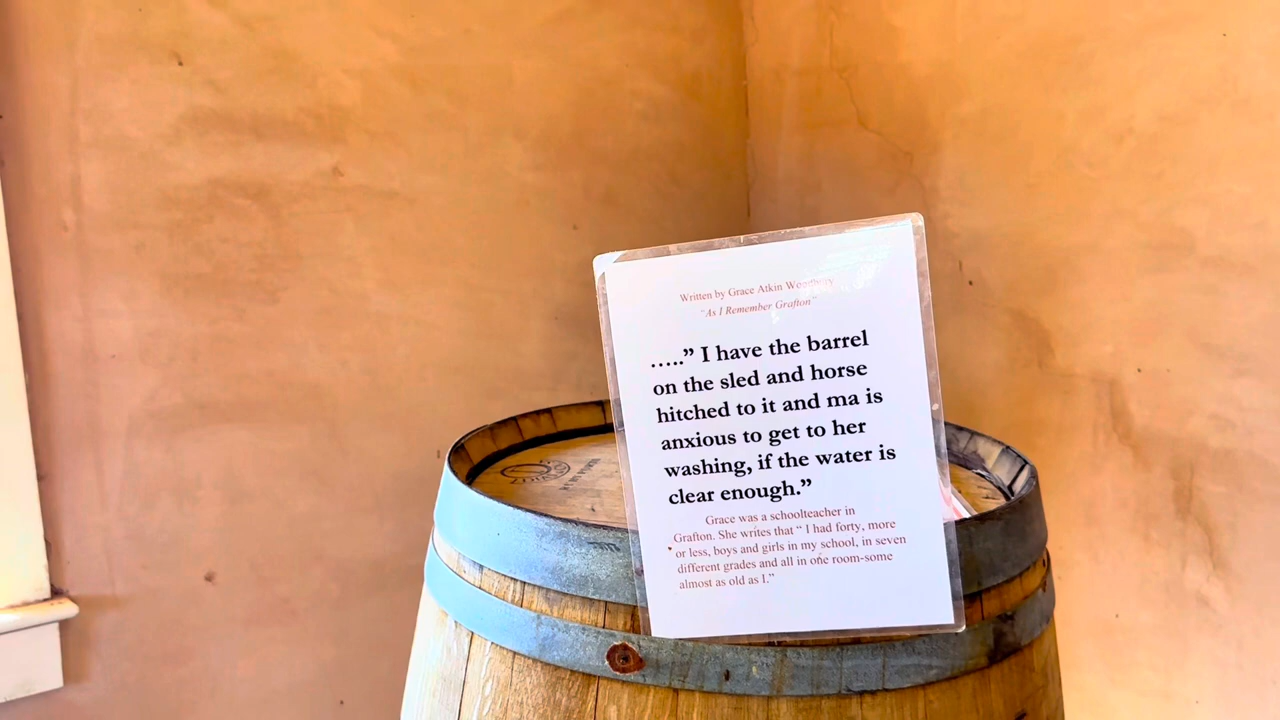 Written by Grace Atkin Woodbury
"As I Remember Grafton"
…..” I have the barrel
on the sled and horse
hitched to it and ma is
anxious to get to her
washing, if the water is
clear enough.”
Grace was a schoolteacher in
Grafton. She writes that “ I had forty, more
or less, boys and girls in my school, in seven
different grades and all in one room-some
almost as old as I.”